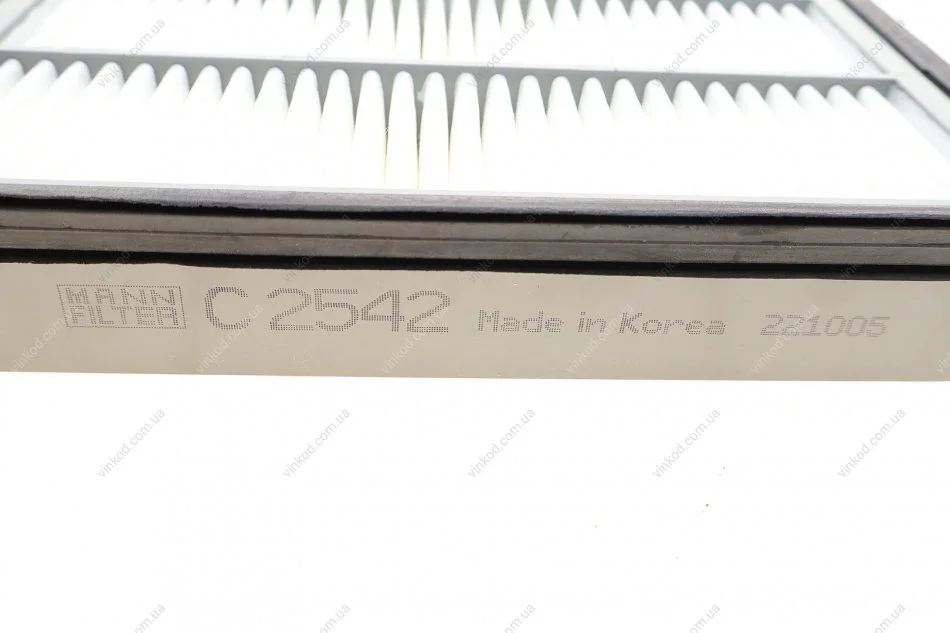 MANN
FILTER
C 2542 Made in Korea 221005
vinkod.com.ua